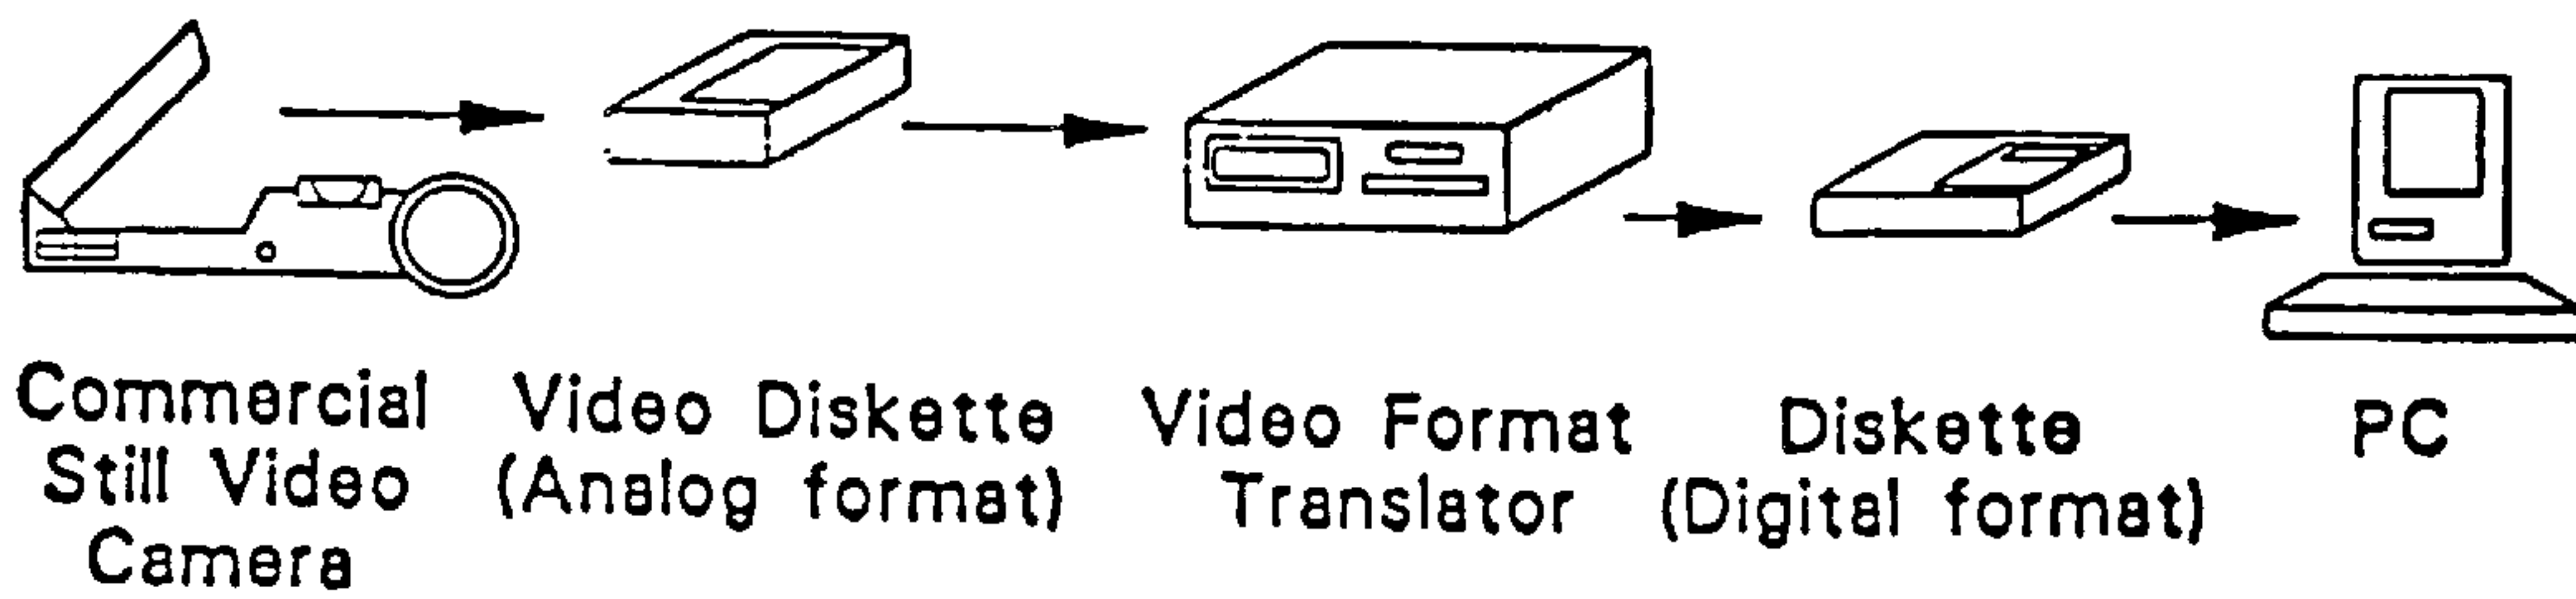 Commercial
Still Video
Camera
Video Diskette
(Analog format)
Video Format
Translator
Diskette
(Digital format)
PC